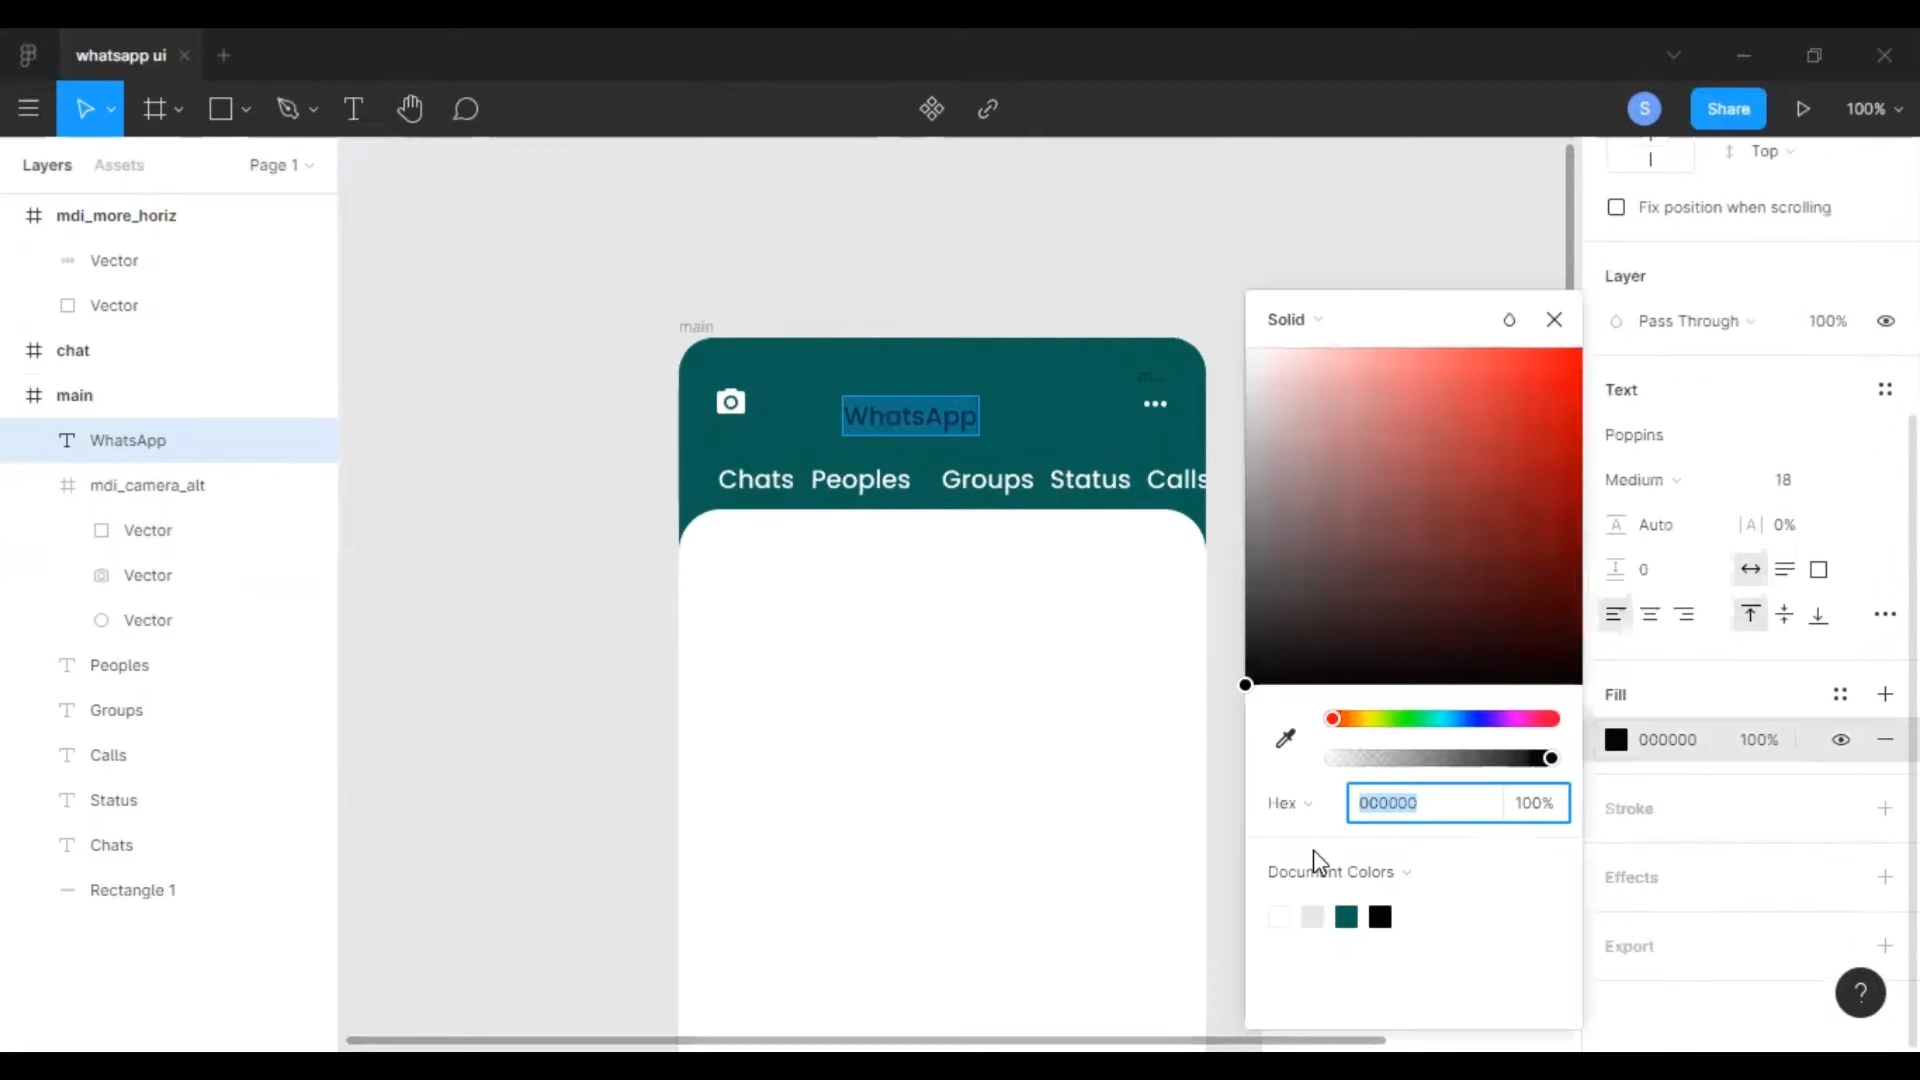 whatsapp ui
S
Share
100%
Layers
Assets
Page 1
mdi_more_horiz
Vector
Vector
chat
main
WhatsApp
mdi_camera_alt
Vector
Vector
Vector
Peoples
Groups
Calls
Status
Chats
Rectangle 1
main
m...
WhatsApp
Chats Peoples Groups Status Calls
Solid
Hex
000000
100%
Document Colors
Top
Fix position when scrolling
Layer
Pass Through
100%
Text
Poppins
Medium
18
Auto
0%
0
Fill
000000
100%
Stroke
Effects
Export
?